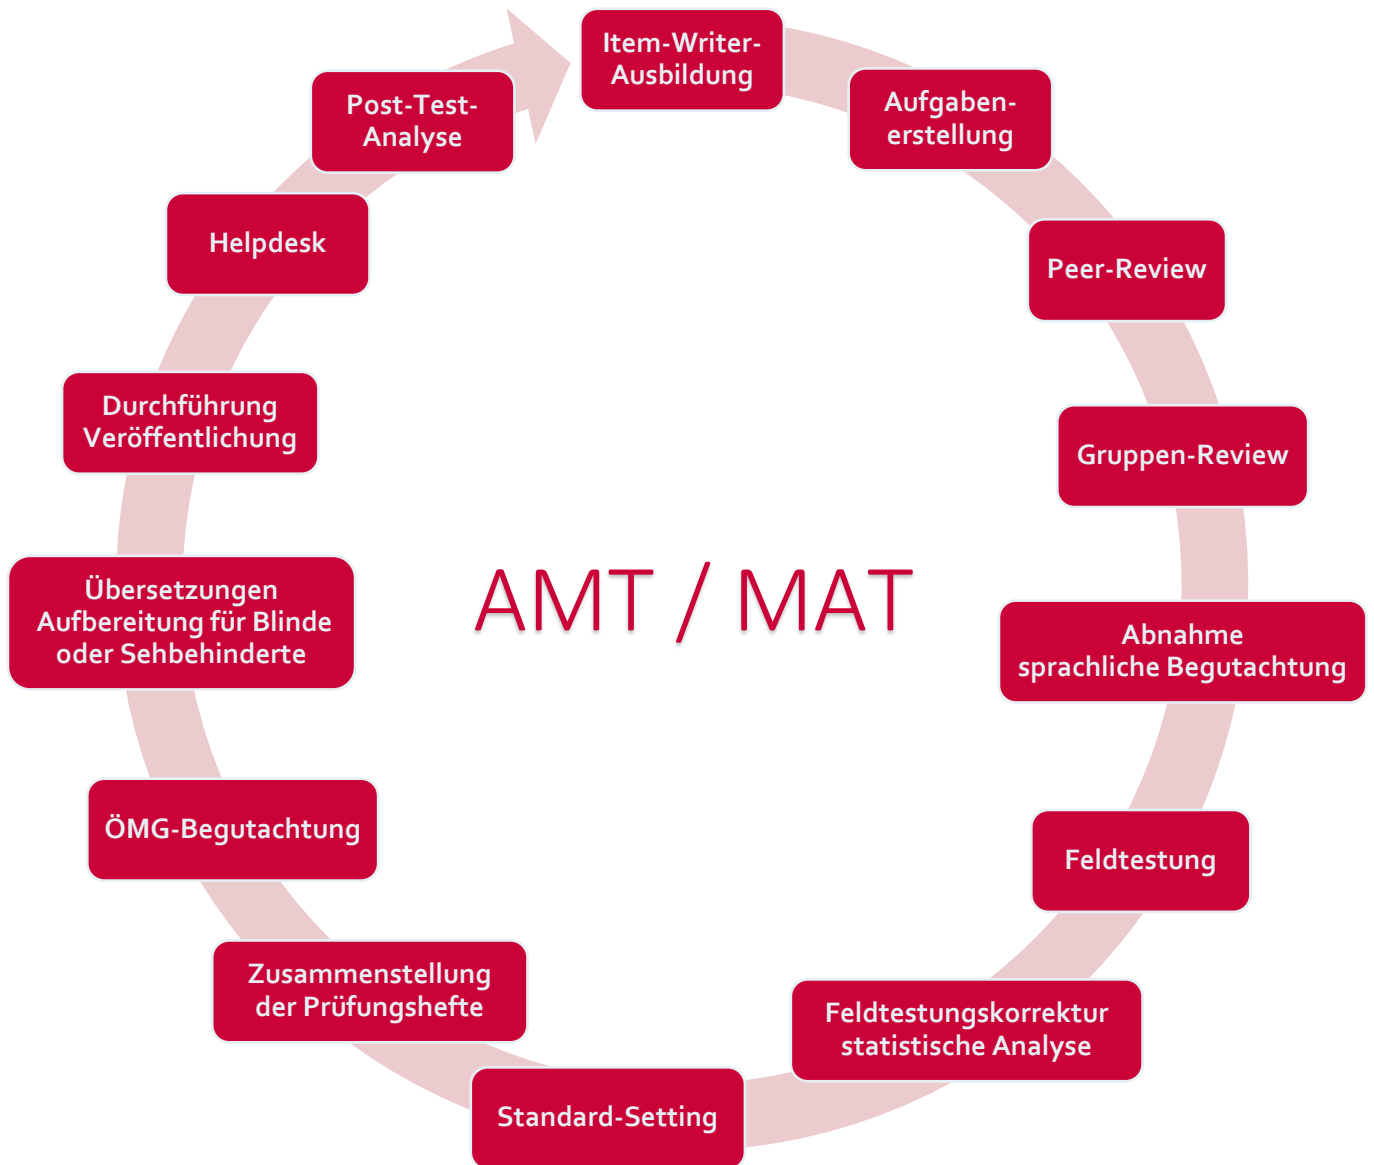 Item-Writer-
Ausbildung
Aufgaben-
erstellung
Peer-Review
Gruppen-Review
Abnahme
sprachliche Begutachtung
Feldtestung
Feldtestungskorrektur
statistische Analyse
Standard-Setting
Zusammenstellung
der Prüfungshefte
ÖMG-Begutachtung
Übersetzungen
Aufbereitung für Blinde
oder Sehbehinderte
Durchführung
Veröffentlichung
Helpdesk
Post-Test-
Analyse
AMT / MAT